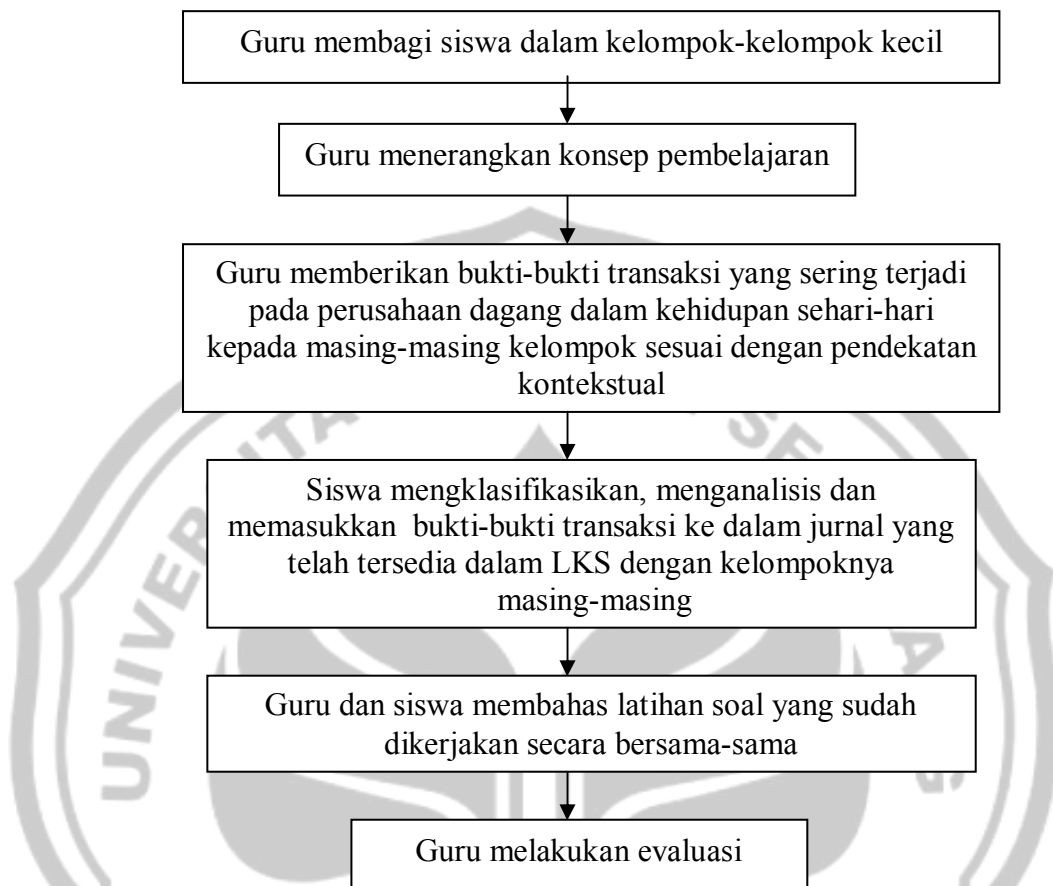 Guru membagi siswa dalam kelompok-kelompok kecil
Guru menerangkan konsep pembelajaran
Guru memberikan bukti-bukti transaksi yang sering terjadi
pada perusahaan dagang dalam kehidupan sehari-hari
kepada masing-masing kelompok sesuai dengan pendekatan
kontekstual
Siswa mengklasifikasikan, menganalisis dan
memasukkan bukti-bukti transaksi ke dalam jurnal yang
telah tersedia dalam LKS dengan kelompoknya
masing-masing
Guru dan siswa membahas latihan soal yang sudah
dikerjakan secara bersama-sama
Guru melakukan evaluasi